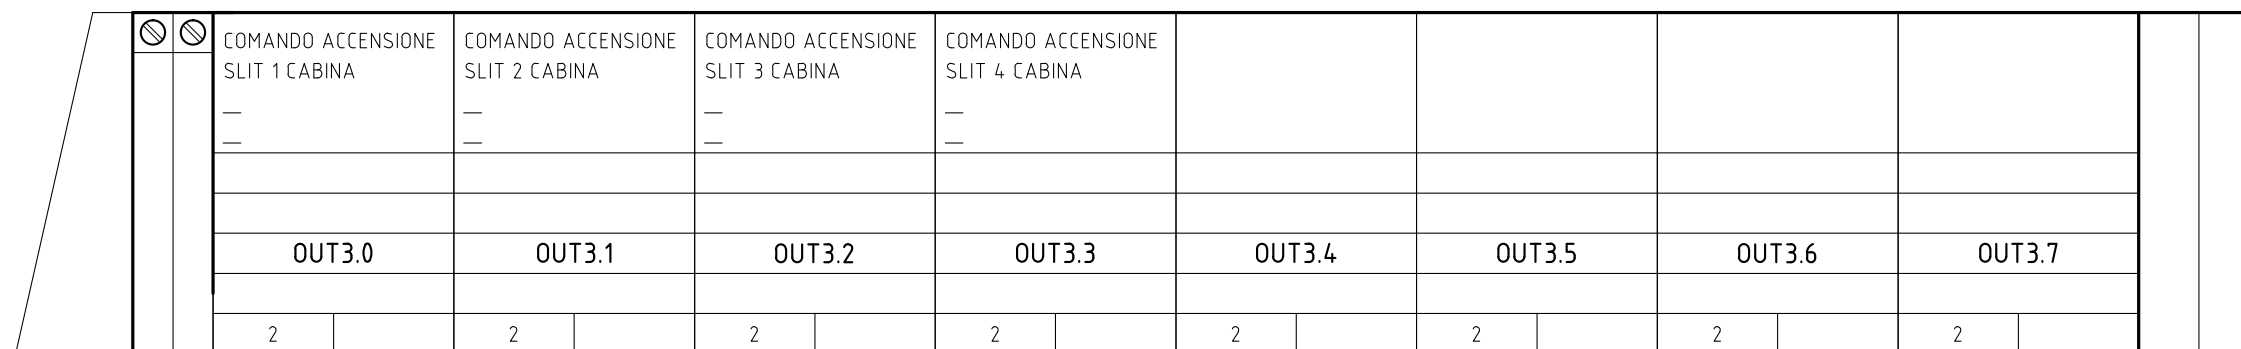 COMANDO ACCENSIONE
SLIT 1 CABINA
—
—
COMANDO ACCENSIONE
SLIT 2 CABINA
—
—
COMANDO ACCENSIONE
SLIT 3 CABINA
—
—
COMANDO ACCENSIONE
SLIT 4 CABINA
—
—
OUT3.0 OUT3.1 OUT3.2 OUT3.3 OUT3.4 OUT3.5 OUT3.6 OUT3.7
2 2 2 2 2 2 2 2